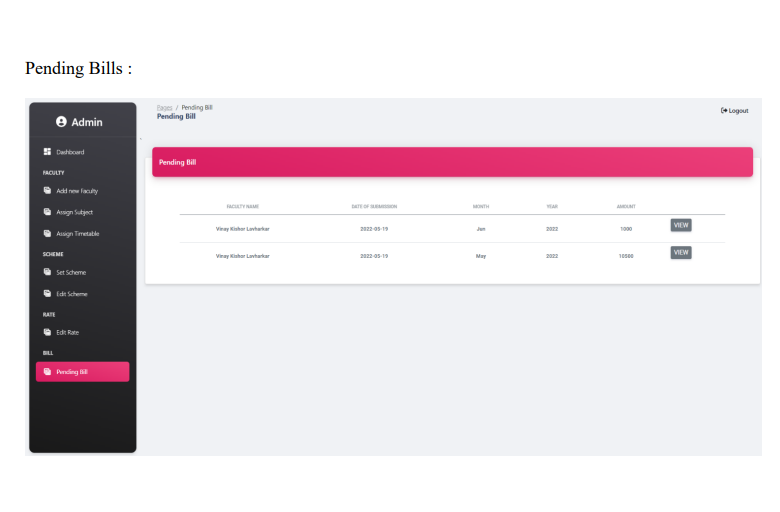 Pending Bills :
Admin
Dashboard
FACULTY
Add new Faculty
Assign Subject
Assign Timetable
SCHEME
Set Scheme
Edit Scheme
RATE
Edit Rate
BILL
Pending Bill
Pages / Pending Bill
Pending Bill
Logout
Pending Bill
FACULTY NAME DATE OF SUBMISSION MONTH YEAR AMOUNT
Vinay Kishor Lavharkar 2022-05-19 Jan 2022 1000 VIEW
Vinay Kishor Lavharkar 2022-05-19 May 2022 10500 VIEW